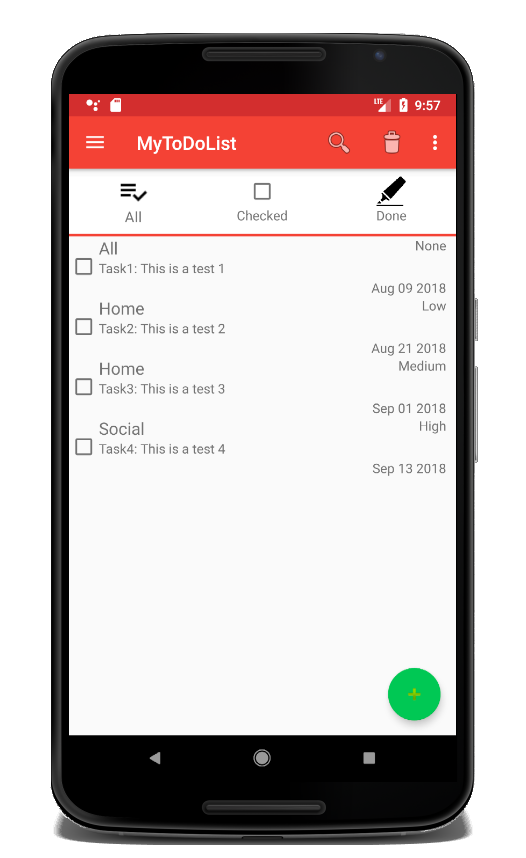 LTE 9:57
MyToDoList
All Checked Done
All None
Task1: This is a test 1
Aug 09 2018
Home Low
Task2: This is a test 2
Aug 21 2018
Home Medium
Task3: This is a test 3
Sep 01 2018
Social High
Task4: This is a test 4
Sep 13 2018